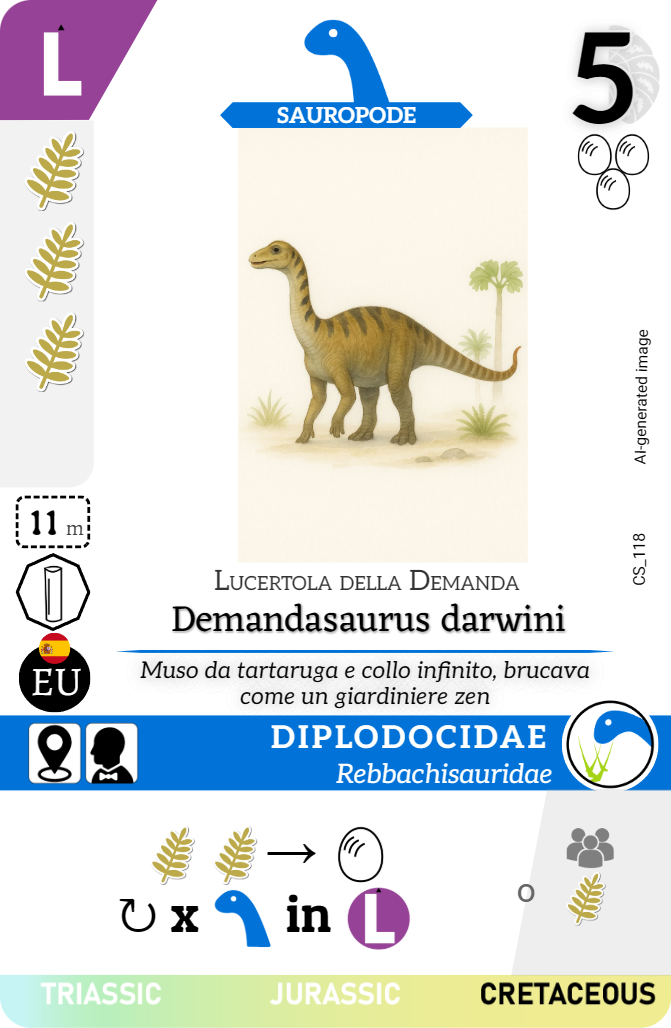 L
5
SAUROPODE
AI-generated image
CS_118
11 m
EU
LUCERTOLA DELLA DEMANDA
Demandasaurus darwini
Muso da tartaruga e collo infinito, brucava
come un giardiniere zen
DIPLODOCIDAE
Rebbachisauridae
x in L
o
TRIASSIC JURASSIC CRETACEOUS